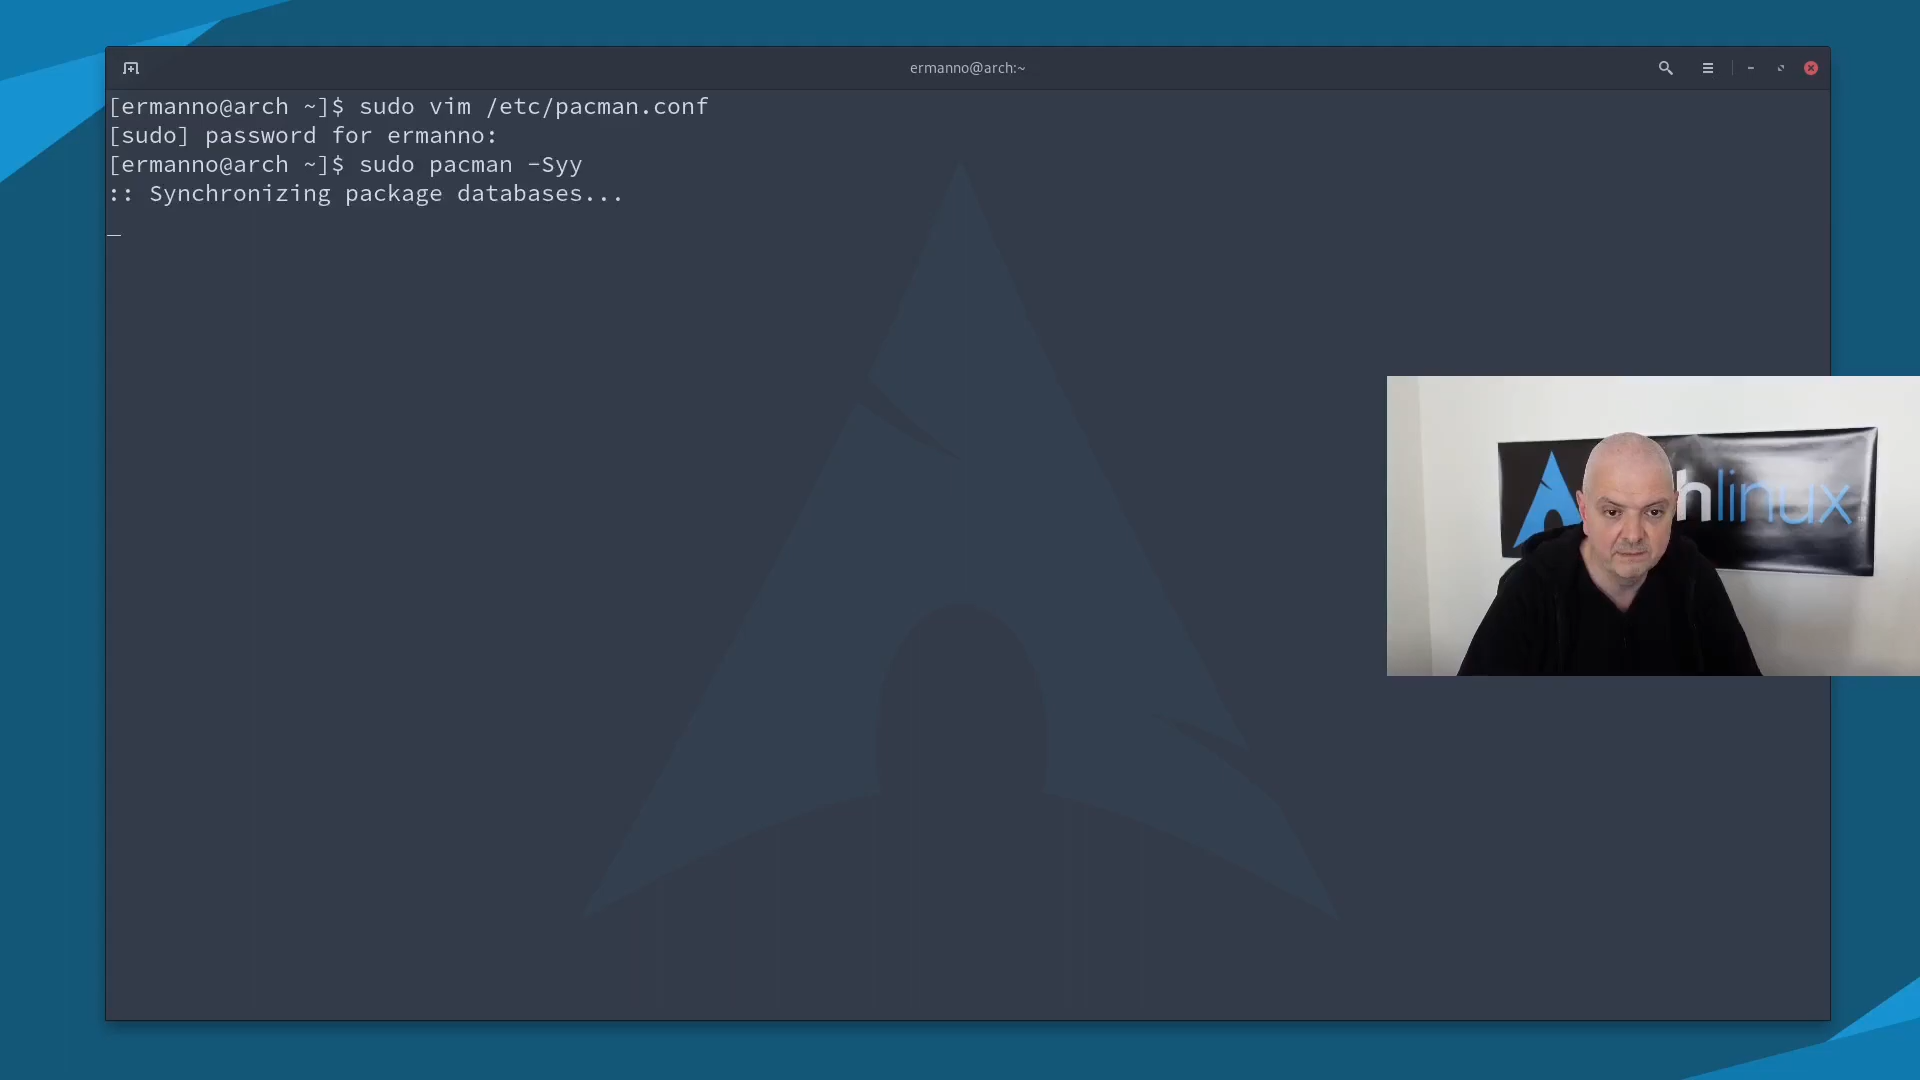 ermanno@arch:~
[ermanno@arch ~]$ sudo vim /etc/pacman.conf
[sudo] password for ermanno:
[ermanno@arch ~]$ sudo pacman -Syy
:: Synchronizing package databases...
hlinux